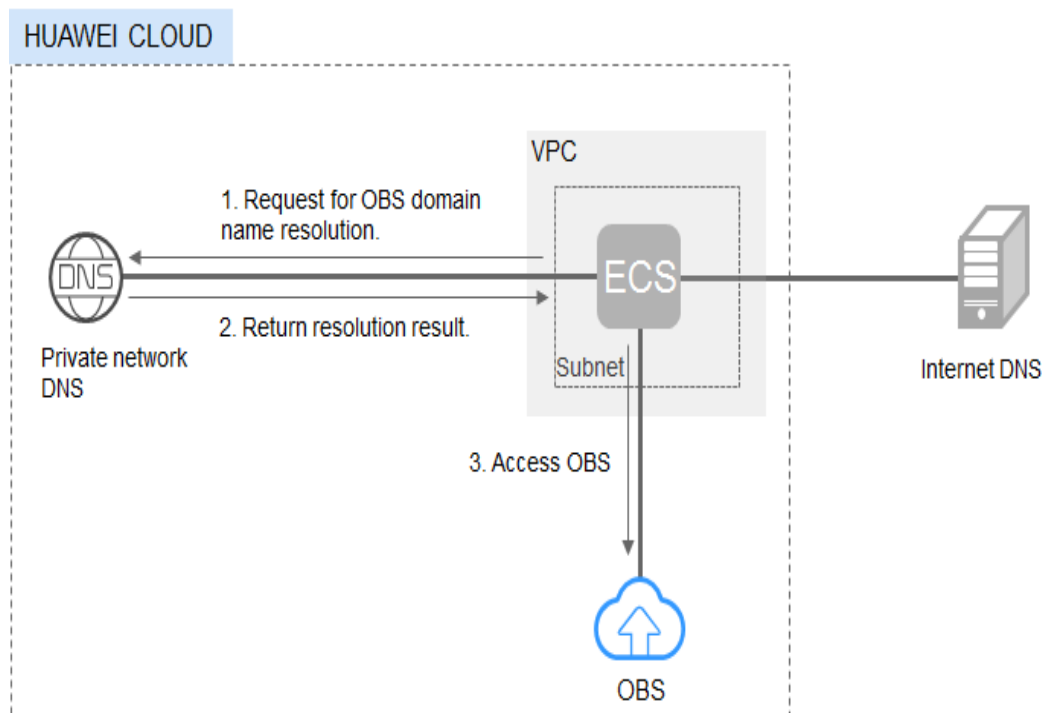 HUAWEI CLOUD
VPC
1. Request for OBS domain
name resolution.
DNS
ECS
2. Return resolution result.
Private network
DNS
Subnet
Internet DNS
3. Access OBS
OBS